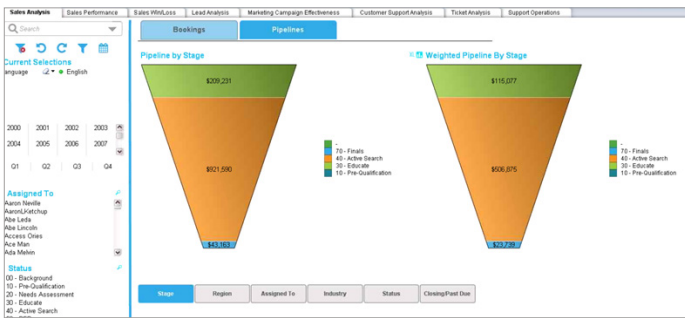 Sales Analysis Sales Performance Sales Win/Loss Lead Analysis Marketing Campaign Effectiveness Customer Support Analysis Ticket Analysis Support Operations
Search
Bookings Pipelines
Current Selections
anguage English
2000 2001 2002 2003
2004 2005 2006 2007
Q1 Q2 Q3 Q4
Assigned To
Aaron Neville
AaronLKetchup
Abe Leda
Abe Lincoln
Access Ories
Ace Man
Ada Melvin
Status
00 - Background
10 - Pre-Qualification
20 - Needs Assessment
30 - Educate
40 - Active Search
Pipeline by Stage
$209,231
$921,590
$43,163
-
70 - Finals
40 - Active Search
30 - Educate
10 - Pre-Qualification
Weighted Pipeline By Stage
$115,077
$506,875
$23,739
-
70 - Finals
40 - Active Search
30 - Educate
10 - Pre-Qualification
Stage Region Assigned To Industry Status Closing/Past Due